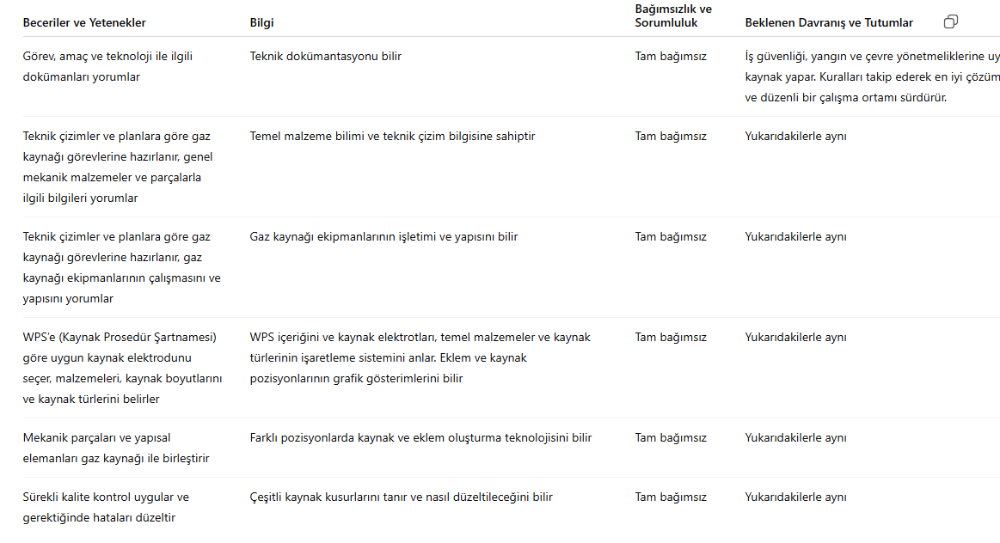 Beceriler ve Yetenekler
Bilgi
Bağımsızlık ve
Sorumluluk
Beklenen Davranış ve Tutumlar
Görev, amaç ve teknoloji ile ilgili
dokümanları yorumlar
Teknik dokümantasyonu bilir
Tam bağımsız
İş güvenliği, yangın ve çevre yönetmeliklerine uy
kaynak yapar. Kuralları takip ederek en iyi çözüm
ve düzenli bir çalışma ortamı sürdürür.
Teknik çizimler ve planlara göre gaz
kaynağı görevlerine hazırlanır, genel
mekanik malzemeler ve parçalarla
ilgili bilgileri yorumlar
Temel malzeme bilimi ve teknik çizim bilgisine sahiptir
Tam bağımsız
Yukarıdakilerle aynı
Teknik çizimler ve planlara göre gaz
kaynağı görevlerine hazırlanır, gaz
kaynağı ekipmanlarının çalışmasını ve
yapısını yorumlar
Gaz kaynağı ekipmanlarının işletimi ve yapısını bilir
Tam bağımsız
Yukarıdakilerle aynı
WPS'e (Kaynak Prosedür Şartnamesi)
göre uygun kaynak elektrodunu
seçer, malzemeleri, kaynak boyutlarını
ve kaynak türlerini belirler
WPS içeriğini ve kaynak elektrotları, temel malzemeler ve kaynak
türlerinin işaretleme sistemini anlar. Eklem ve kaynak
pozisyonlarının grafik gösterimlerini bilir
Tam bağımsız
Yukarıdakilerle aynı
Mekanik parçaları ve yapısal
elemanları gaz kaynağı ile birleştirir
Farklı pozisyonlarda kaynak ve eklem oluşturma teknolojisini bilir
Tam bağımsız
Yukarıdakilerle aynı
Sürekli kalite kontrol uygular ve
gerektiğinde hataları düzeltir
Çeşitli kaynak kusurlarını tanır ve nasıl düzeltileceğini bilir
Tam bağımsız
Yukarıdakilerle aynı